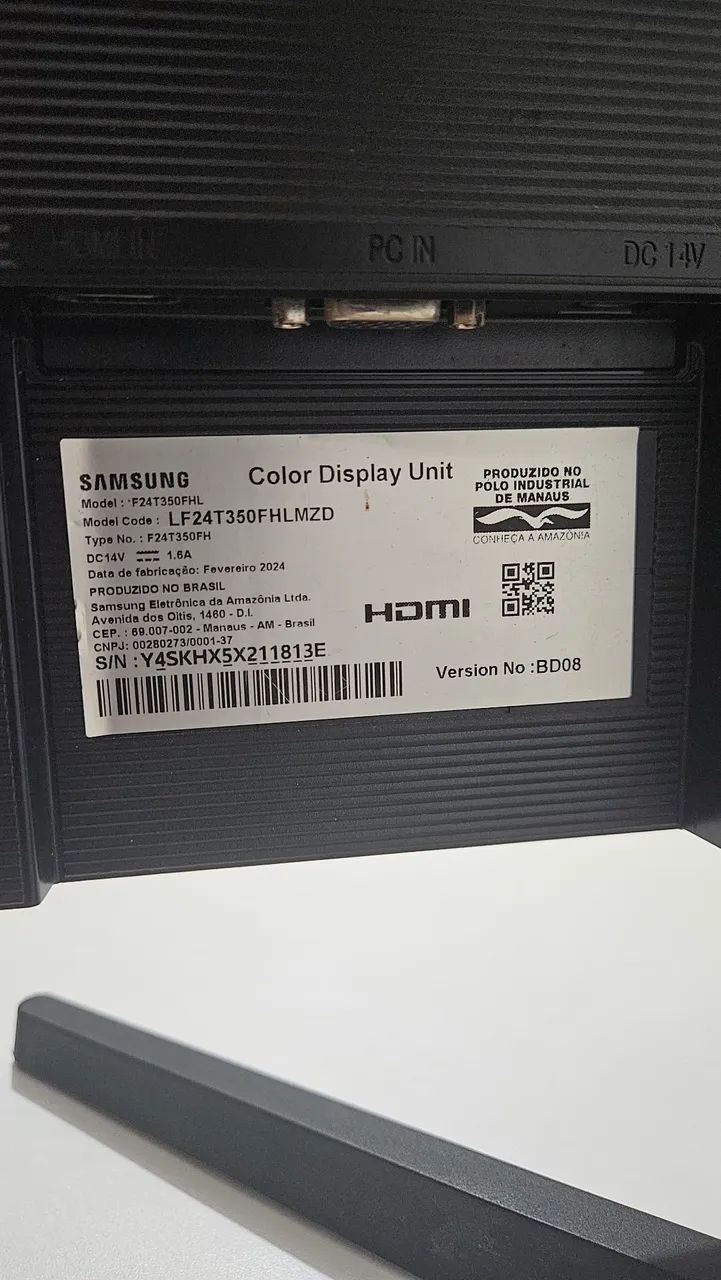 HDMI IN
PC IN
DC 14V
SAMSUNG
Color Display Unit
Model : F24T350FHL
Model Code : LF24T350FHLMZD
Type No. : F24T350FH
DC14V ⎓ 1.6A
Data de fabricação: Fevereiro 2024
PRODUZIDO NO BRASIL
Samsung Eletrônica da Amazônia Ltda.
Avenida dos Oitis, 1460 - D.I.
CEP. : 69.007-002 - Manaus - AM - Brasil
CNPJ: 00280273/0001-37
S/N : Y4SKHX5X211813E
PRODUZIDO NO
PÓLO INDUSTRIAL
DE MANAUS
CONHEÇA A AMAZÔNIA
HDMI
Version No :BD08